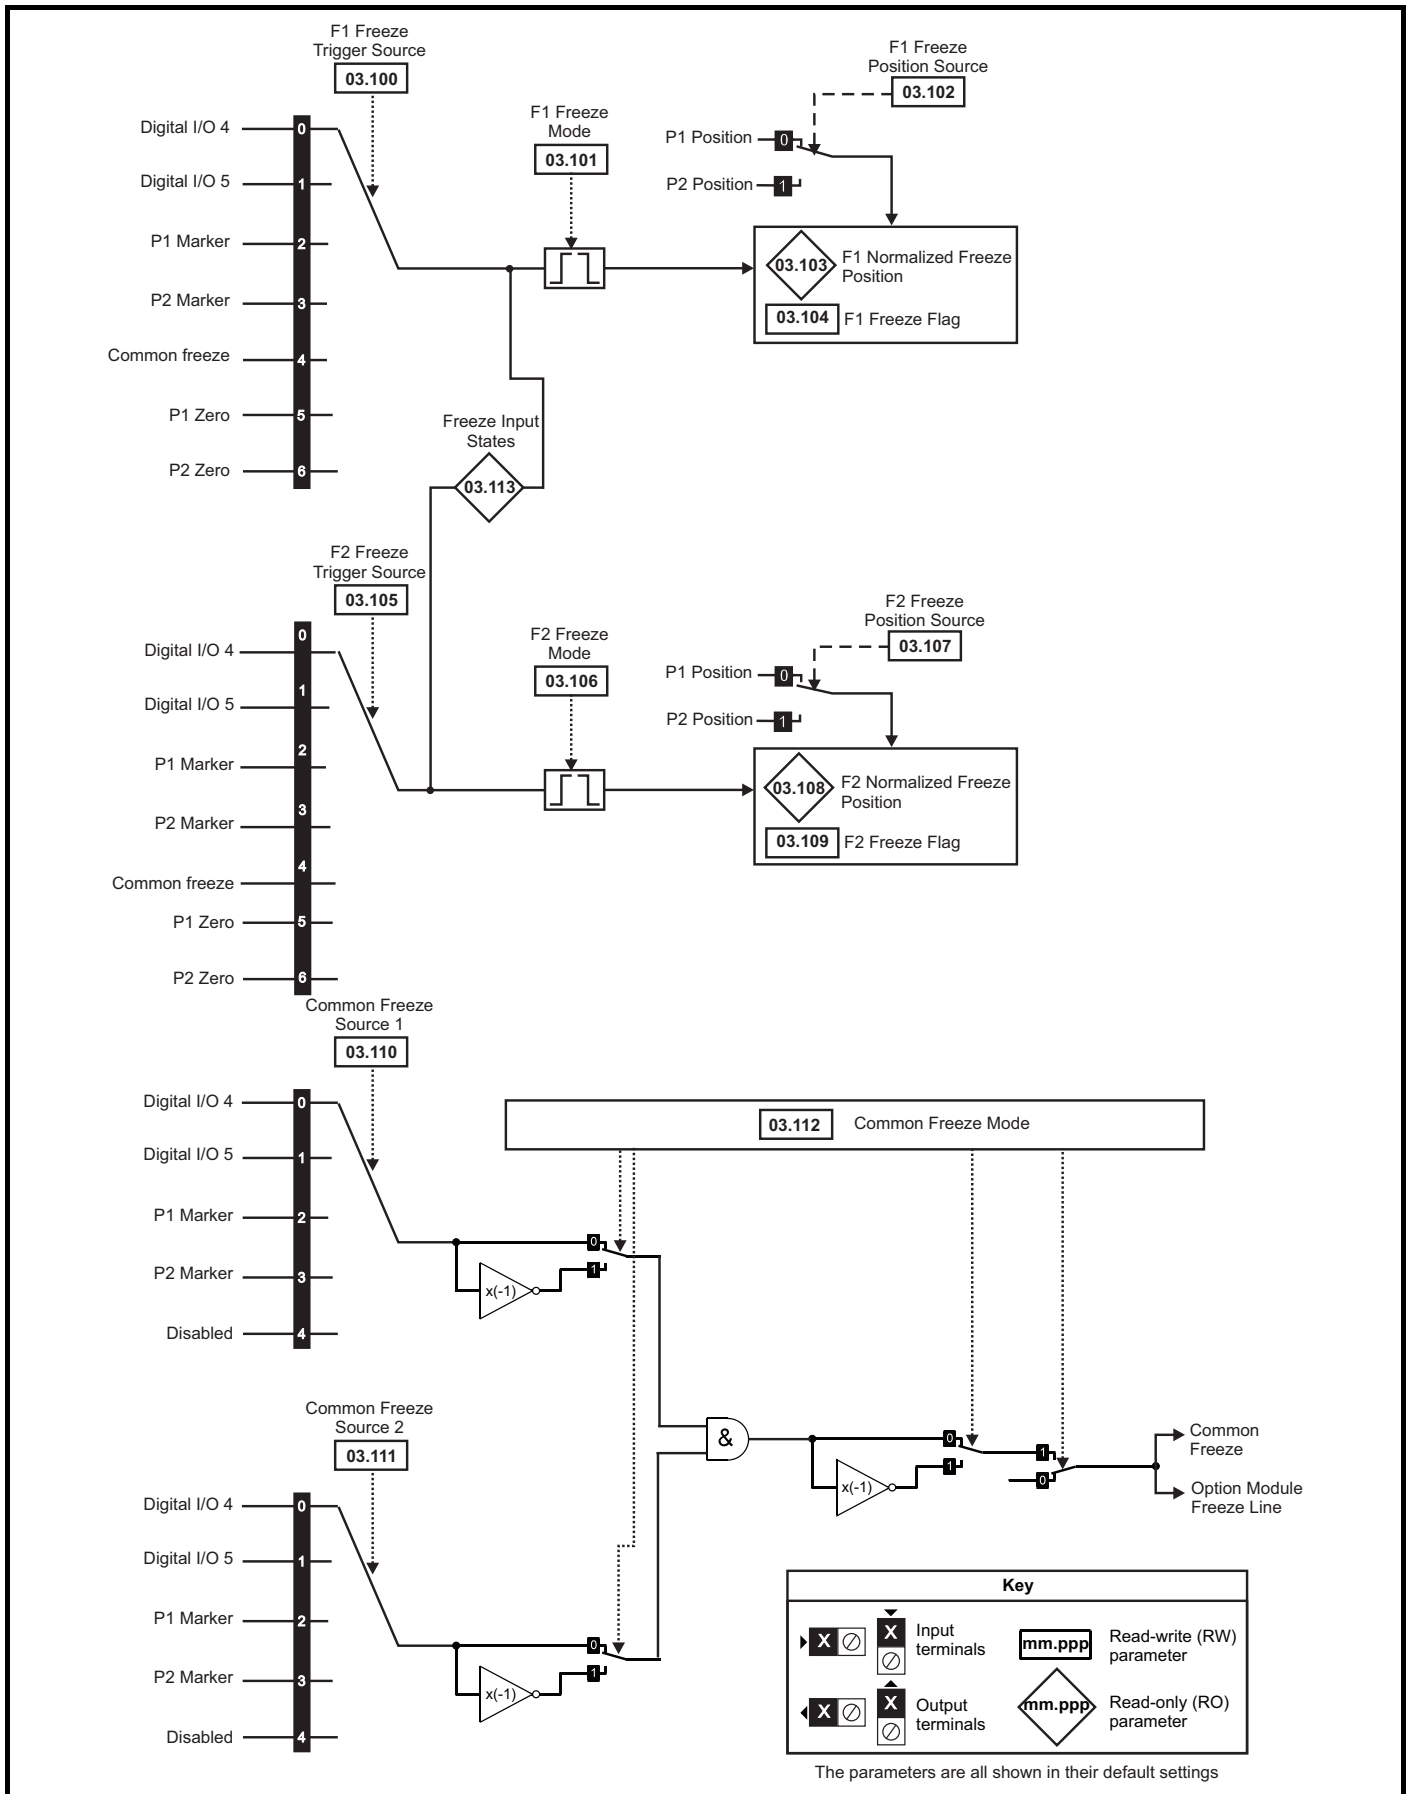 F1 Freeze
Trigger Source
03.100
Digital I/O 4
0
Digital I/O 5
1
P1 Marker
2
P2 Marker
3
Common freeze
4
P1 Zero
5
P2 Zero
6
F1 Freeze
Mode
03.101
F1 Freeze
Position Source
03.102
P1 Position
0
P2 Position
1
03.103
F1 Normalized Freeze
Position
03.104
F1 Freeze Flag
Freeze Input
States
03.113
F2 Freeze
Trigger Source
03.105
0
Digital I/O 4
1
Digital I/O 5
2
P1 Marker
3
P2 Marker
4
Common freeze
P1 Zero
5
P2 Zero
6
F2 Freeze
Mode
03.106
F2 Freeze
Position Source
03.107
P1 Position
0
P2 Position
1
03.108
F2 Normalized Freeze
Position
03.109
F2 Freeze Flag
Common Freeze
Source 1
03.110
Digital I/O 4
0
Digital I/O 5
1
P1 Marker
2
P2 Marker
3
Disabled
4
03.112
Common Freeze Mode
0
1
x(-1)
Common Freeze
Source 2
03.111
Digital I/O 4
0
Digital I/O 5
1
P1 Marker
2
P2 Marker
3
Disabled
4
0
1
x(-1)
&
0
1
x(-1)
1
0
Common
Freeze
Option Module
Freeze Line
Key
X
X
Input
terminals
mm.ppp
Read-write (RW)
parameter
X
X
Output
terminals
mm.ppp
Read-only (RO)
parameter
The parameters are all shown in their default settings